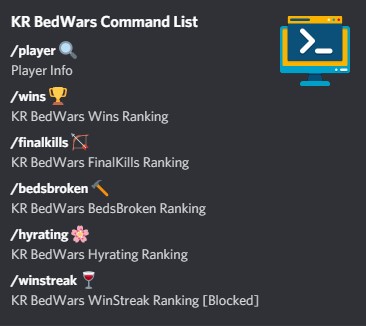 KR BedWars Command List
/player 🔍
Player Info
/wins 🏆
KR BedWars Wins Ranking
/finalkills 🏹
KR BedWars FinalKills Ranking
/bedsbroken 🔨
KR BedWars BedsBroken Ranking
/hyrating 🌸
KR BedWars Hyrating Ranking
/winstreak 🍷
KR BedWars WinStreak Ranking [Blocked]